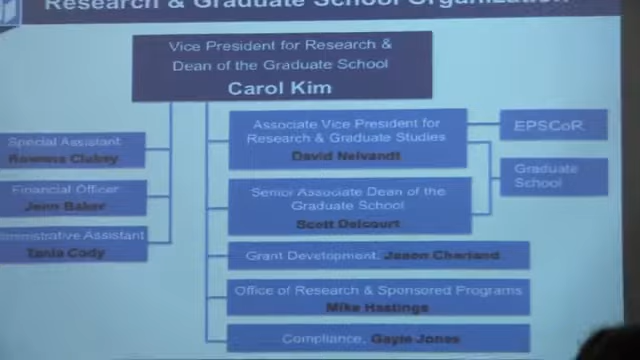 Research & Graduate School Organization
Vice President for Research &
Dean of the Graduate School
Carol Kim
Associate Vice President for
Research & Graduate Studies
David Neivandt
EPSCoR
Special Assistant
Financial Officer
Jenn Baker
Administrative Assistant
Tania Cody
Graduate
School
Senior Associate Dean of the
Graduate School
Scott Delcourt
Grant Development, Jason Charland
Office of Research & Sponsored Programs
Mike Hastings
Compliance, Gayle Jones